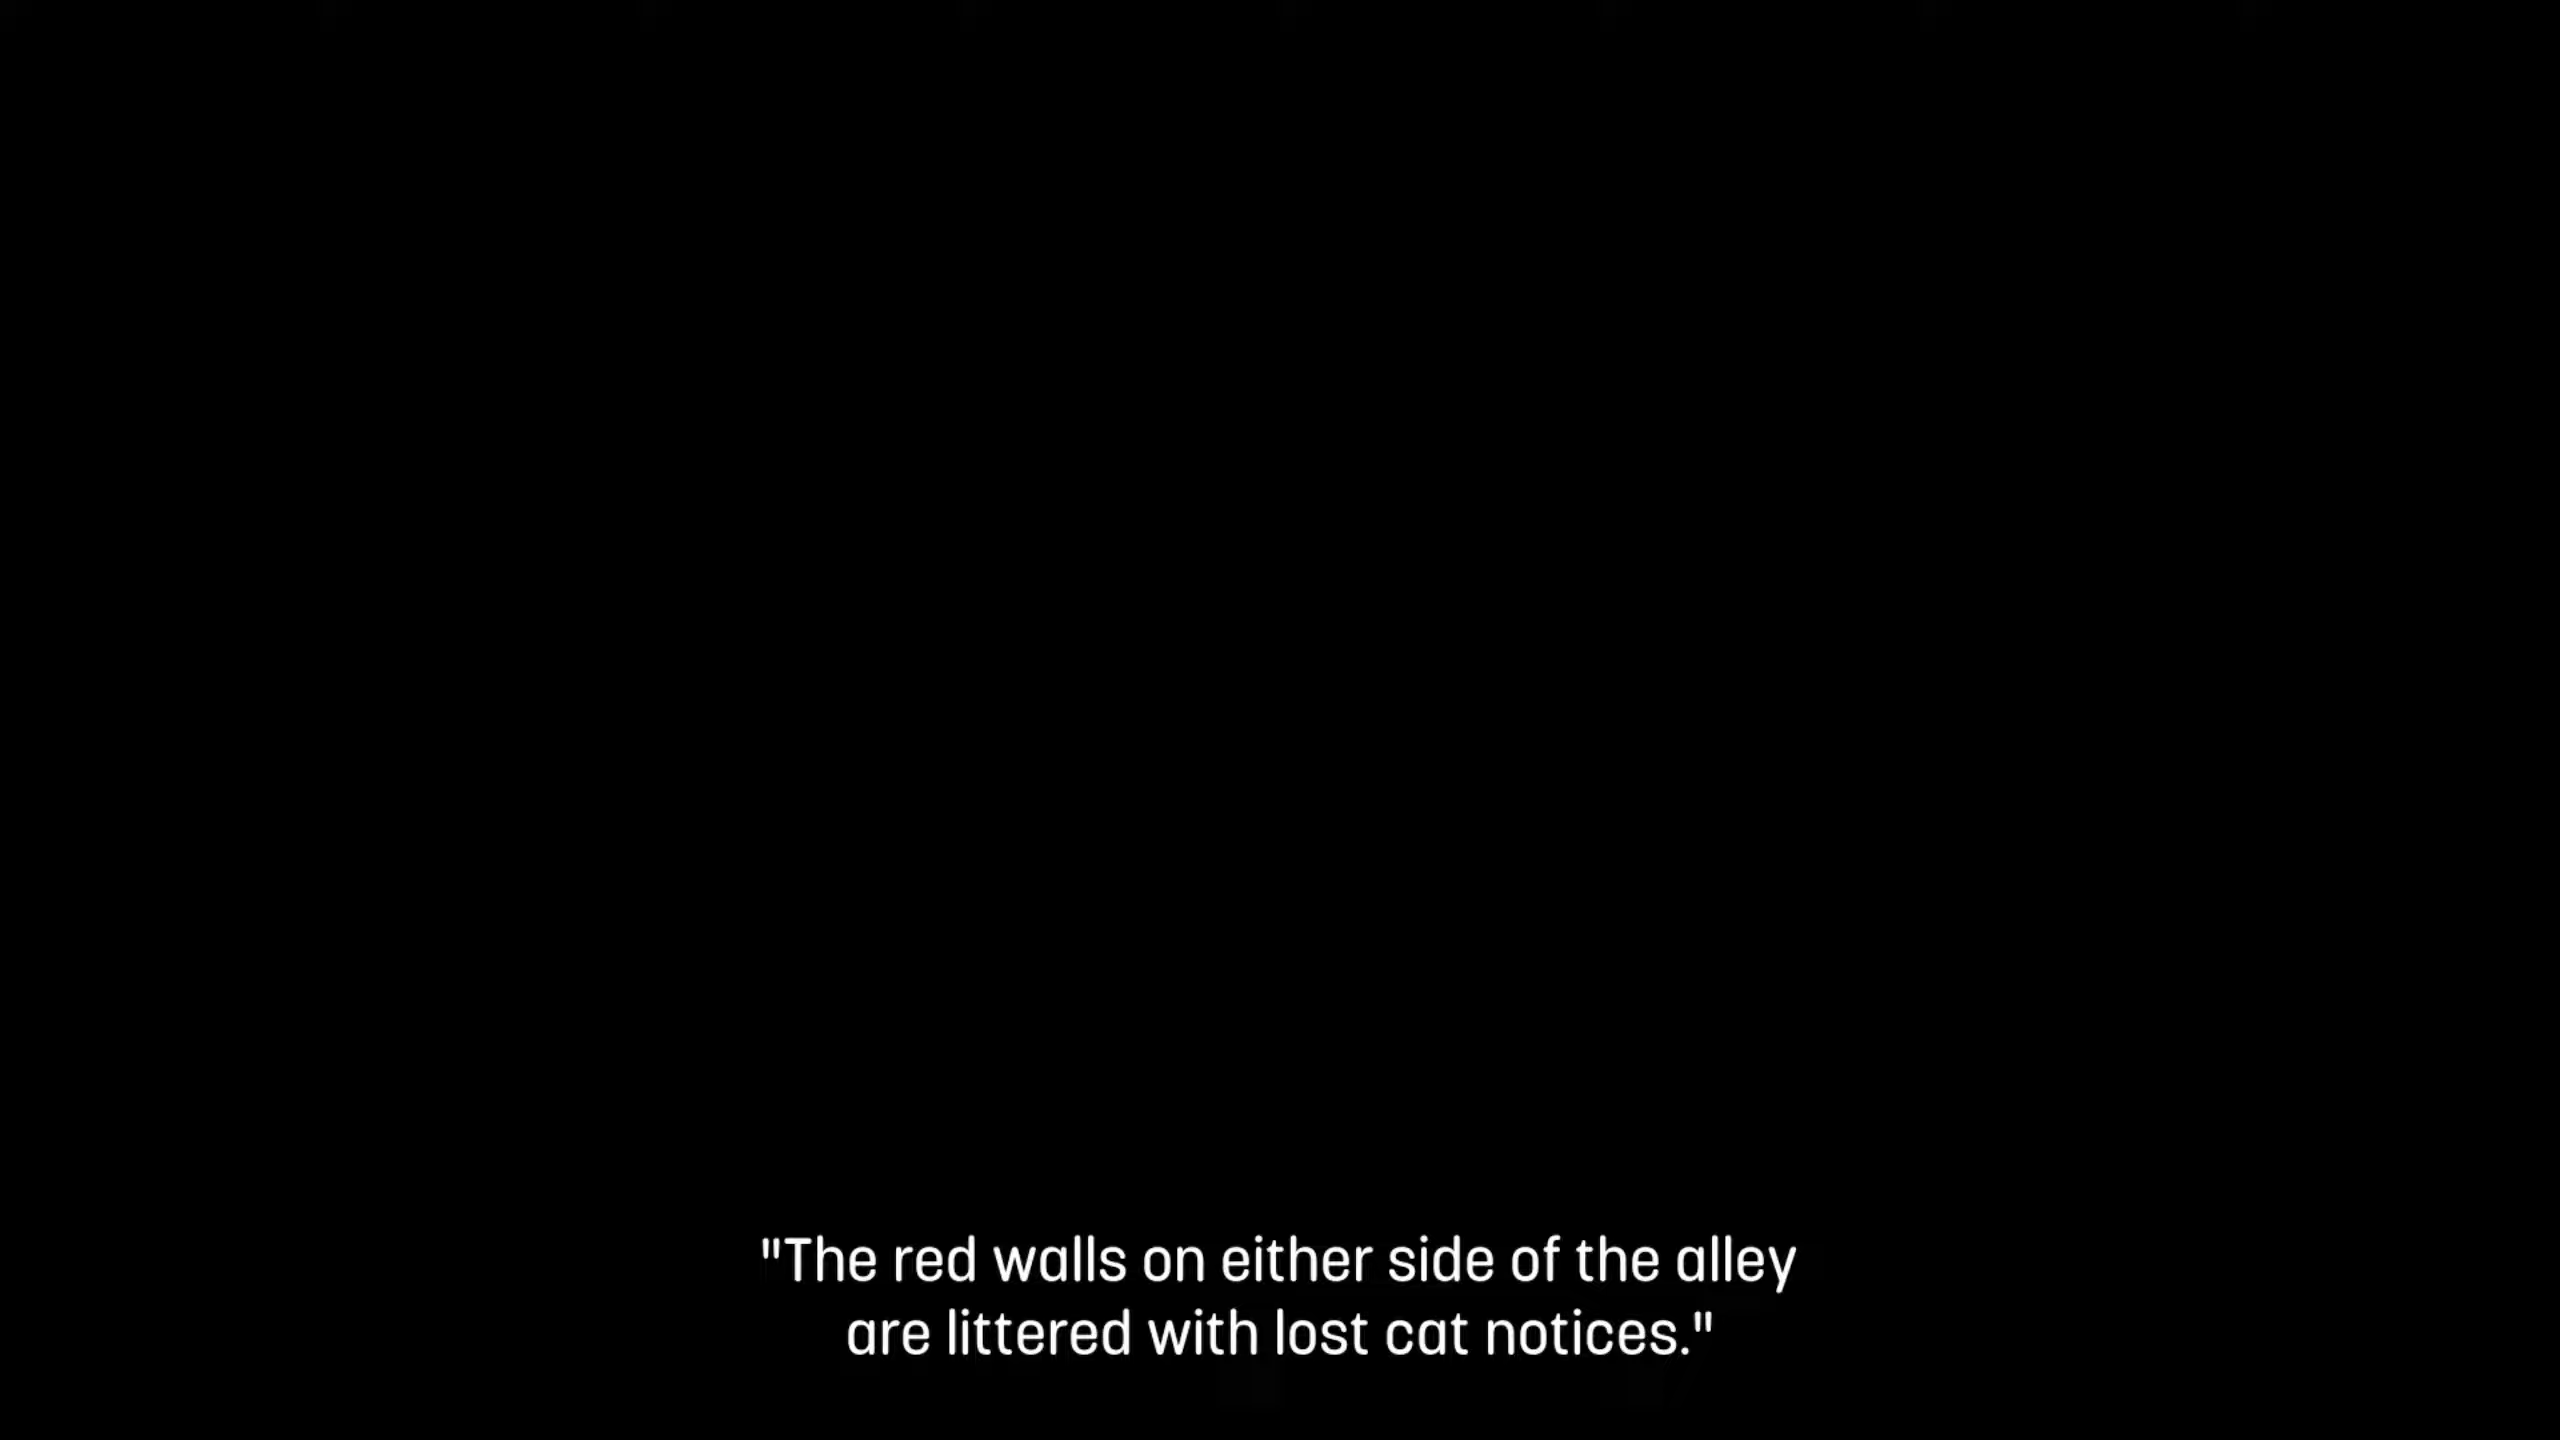 "The red walls on either side of the alley
are littered with lost cat notices."